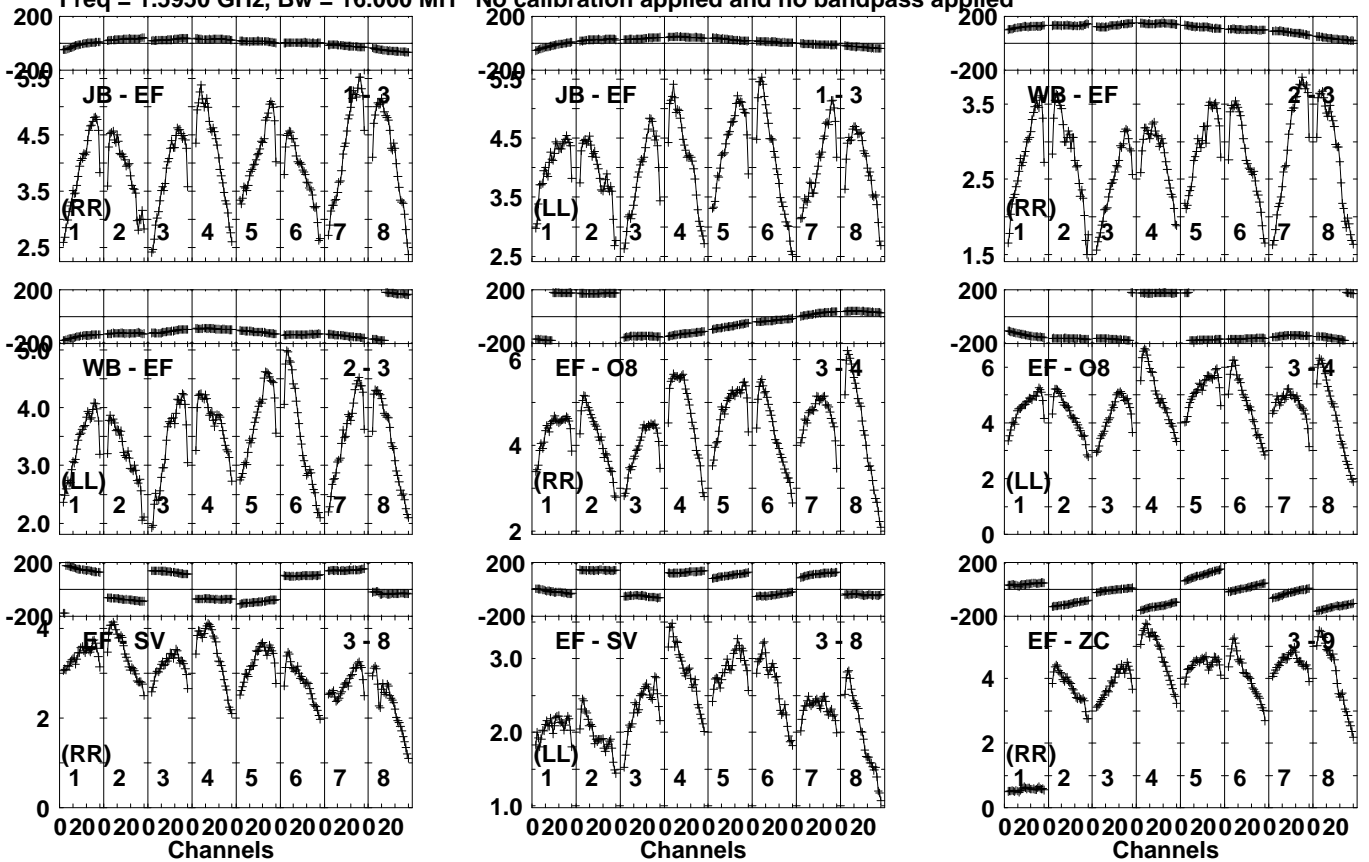 Freq = 1.5950 GHz, Bw = 16.000 MH No calibration applied and no bandpass applied
200 200 200
-200 -200 -200
5.5 5.5
JB - EF 1 - 3 JB - EF 1 - 3 WB - EF 2 - 3
4.5 4.5 3.5
3.5 3.5 2.5
(RR) (LL) (RR)
1 2 3 4 5 6 7 8 1 2 3 4 5 6 7 8 1 2 3 4 5 6 7 8
2.5 2.5 1.5
200 200 200
-200 -200 -200
5.0 6 6
WB - EF 2 - 3 EF - O8 3 - 4 EF - O8 3 - 4
4.0 4 4
3.0 2
(LL) (RR) (LL)
1 2 3 4 5 6 7 8 1 2 3 4 5 6 7 8 1 2 3 4 5 6 7 8
2.0 2 0
200 200 200
-200 -200 -200
4
EF - SV 3 - 8 EF - SV 3 - 8 EF - ZC 3 - 9
3.0 4
2 2.0 2
(RR) (LL) (RR)
1 2 3 4 5 6 7 8 1 2 3 4 5 6 7 8 1 2 3 4 5 6 7 8
0 1.0 0
0 20 0 20 0 20 0 20 0 20 0 20 0 20 0 20 0 20 0 20 0 20 0 20 0 20 0 20 0 20 0 20 0 20 0 20 0 20 0 20 0 20 0 20 0 20 0 20
Channels Channels Channels